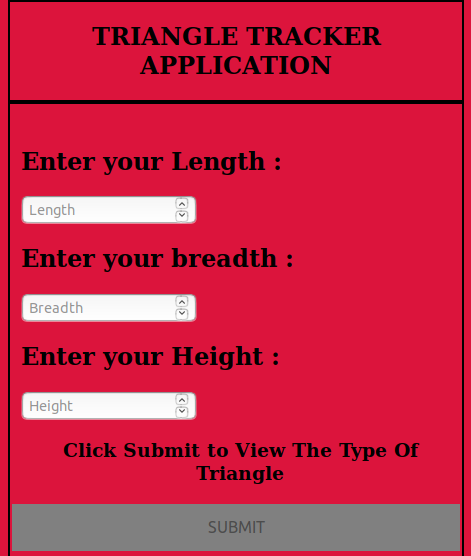 TRIANGLE TRACKER
APPLICATION
Enter your Length :
Length
Enter your breadth :
Breadth
Enter your Height :
Height
Click Submit to View The Type Of
Triangle
SUBMIT